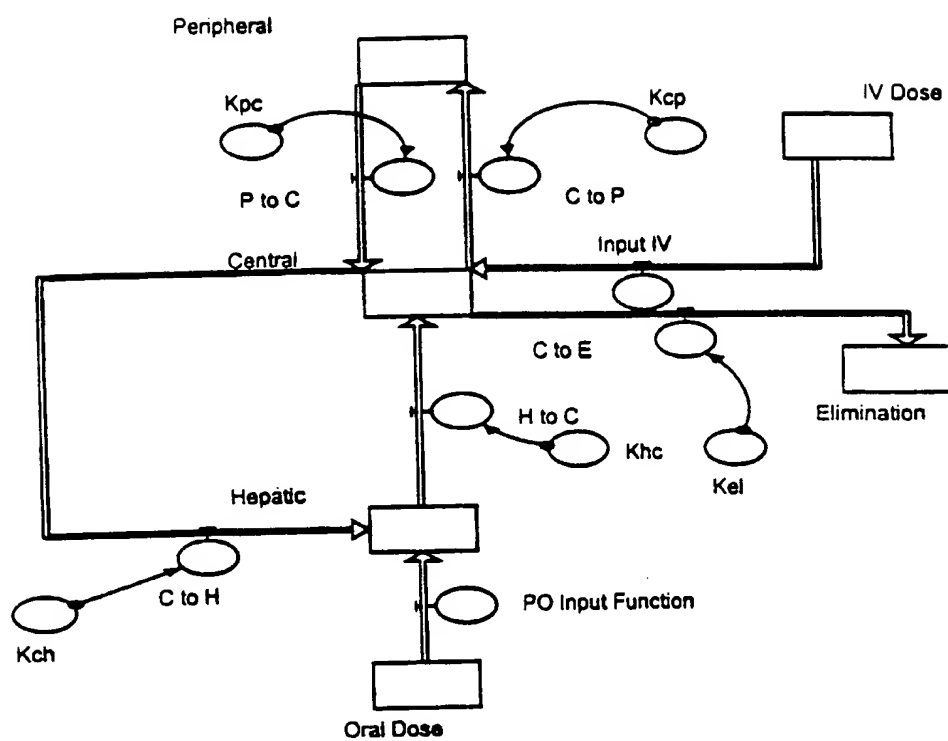 Peripheral
Kpc
Kcp
IV Dose
P to C
C to P
Input IV
Central
C to E
Elimination
H to C
Khc
Kel
Hepatic
C to H
PO Input Function
Kch
Oral Dose